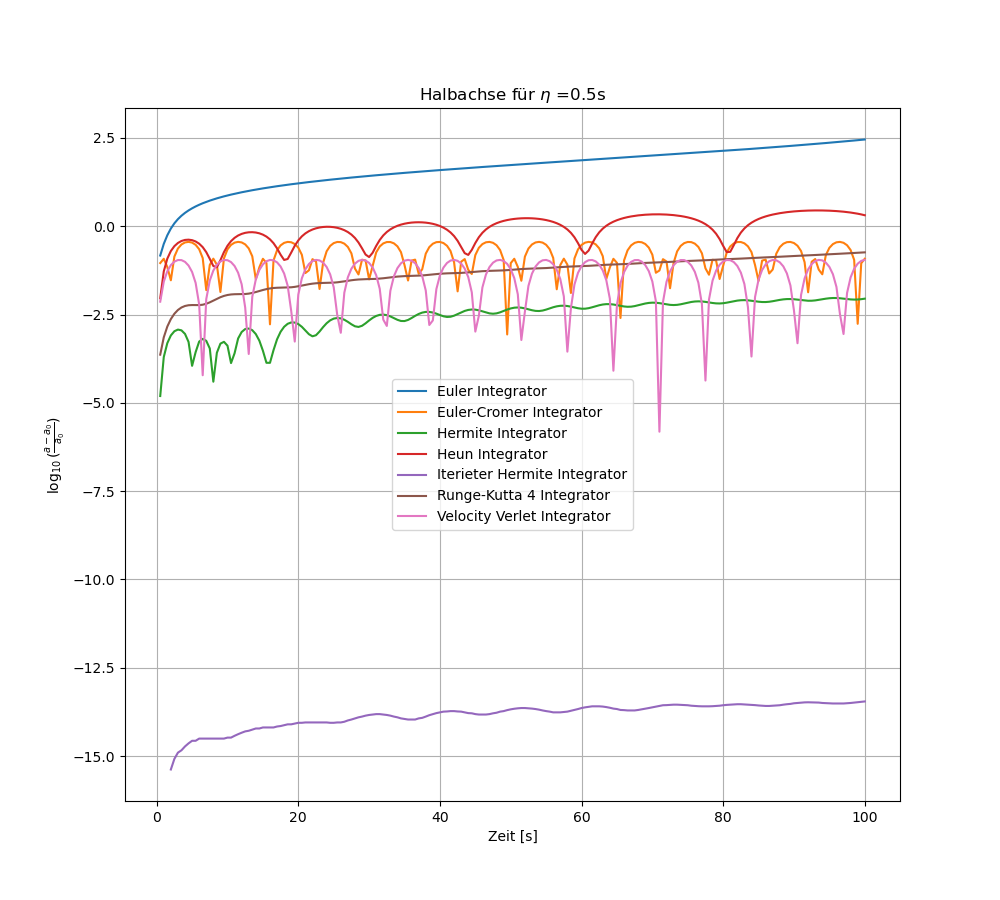 Halbachse für η =0.5s
2.5
0.0
−2.5
−5.0
−7.5
−10.0
−12.5
−15.0
log₁₀ (a − a₀ / a₀)
Euler Integrator
Euler-Cromer Integrator
Hermite Integrator
Heun Integrator
Iterieter Hermite Integrator
Runge-Kutta 4 Integrator
Velocity Verlet Integrator
0 20 40 60 80 100
Zeit [s]